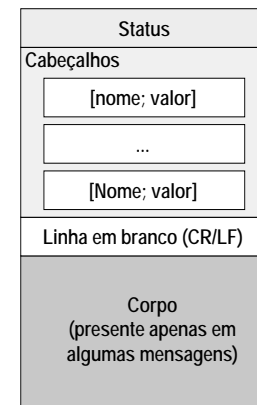 Status
Cabeçalhos
[nome; valor]
...
[Nome; valor]
Linha em branco (CR/LF)
Corpo
(presente apenas em
algumas mensagens)